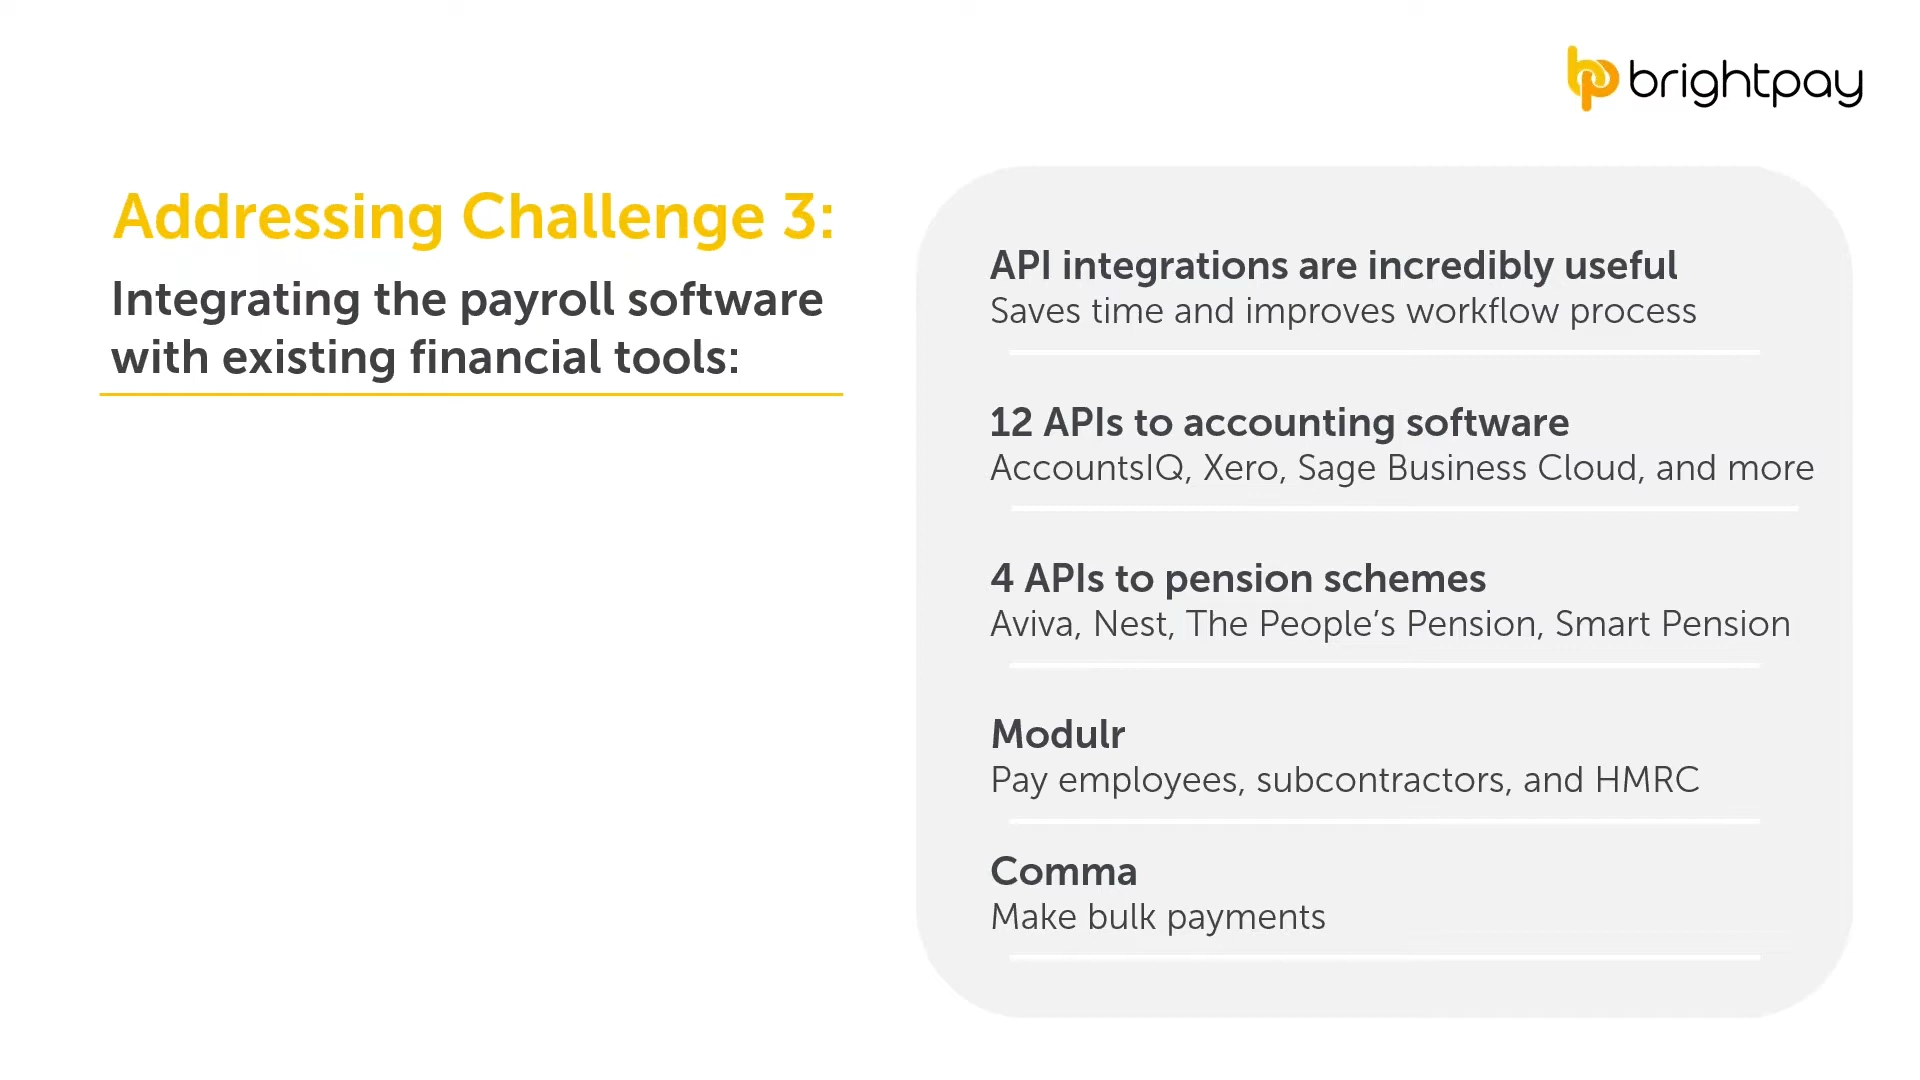 brightpay
Addressing Challenge 3:
Integrating the payroll software
with existing financial tools:
API integrations are incredibly useful
Saves time and improves workflow process
12 APIs to accounting software
AccountsIQ, Xero, Sage Business Cloud, and more
4 APIs to pension schemes
Aviva, Nest, The People’s Pension, Smart Pension
Modulr
Pay employees, subcontractors, and HMRC
Comma
Make bulk payments